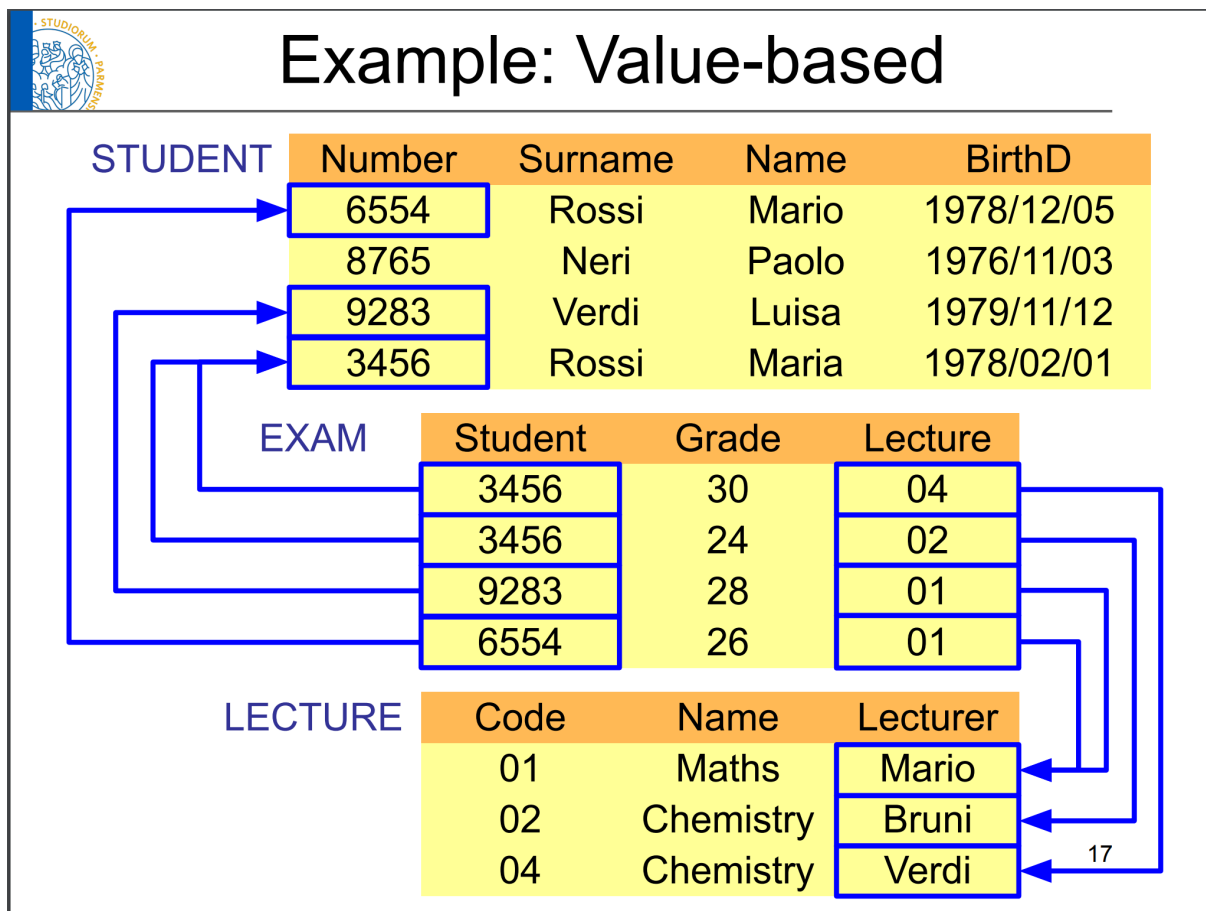 · STUDIORUM · PARMENS
Example: Value-based
STUDENT Number Surname Name BirthD
6554 Rossi Mario 1978/12/05
8765 Neri Paolo 1976/11/03
9283 Verdi Luisa 1979/11/12
3456 Rossi Maria 1978/02/01
EXAM Student Grade Lecture
3456 30 04
3456 24 02
9283 28 01
6554 26 01
LECTURE Code Name Lecturer
01 Maths Mario
02 Chemistry Bruni
04 Chemistry Verdi
17